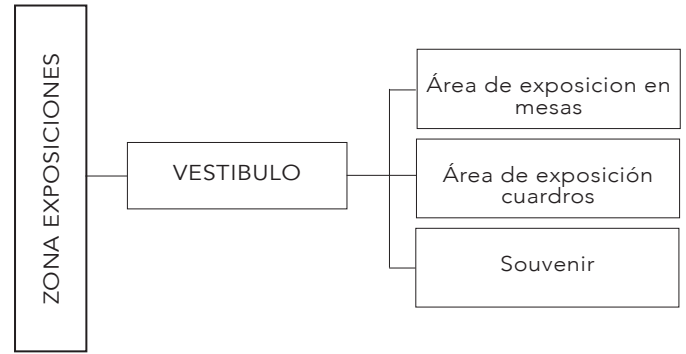 ZONA EXPOSICIONES
VESTIBULO
Área de exposicion en
mesas
Área de exposición
cuardros
Souvenir